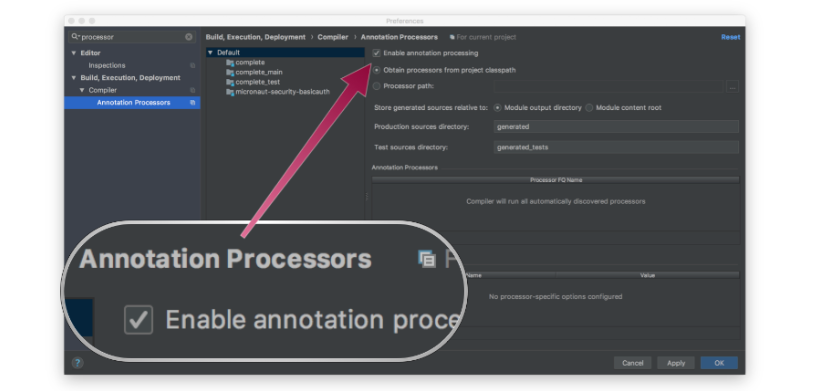 Preferences
processor
Build, Execution, Deployment › Compiler › Annotation Processors For current project Reset
Editor
Inspections
Build, Execution, Deployment
Compiler
Annotation Processors
Default
complete
complete_main
complete_test
micronaut-security-basicauth
Enable annotation processing
Obtain processors from project classpath
Processor path:
...
Store generated sources relative to: Module output directory Module content root
Production sources directory: generated
Test sources directory: generated_tests
Annotation Processors
Processor FQ Name
Compiler will run all automatically discovered processors
Name Value
No processor-specific options configured
Annotation Processors
Enable annotation proce
? Cancel Apply OK